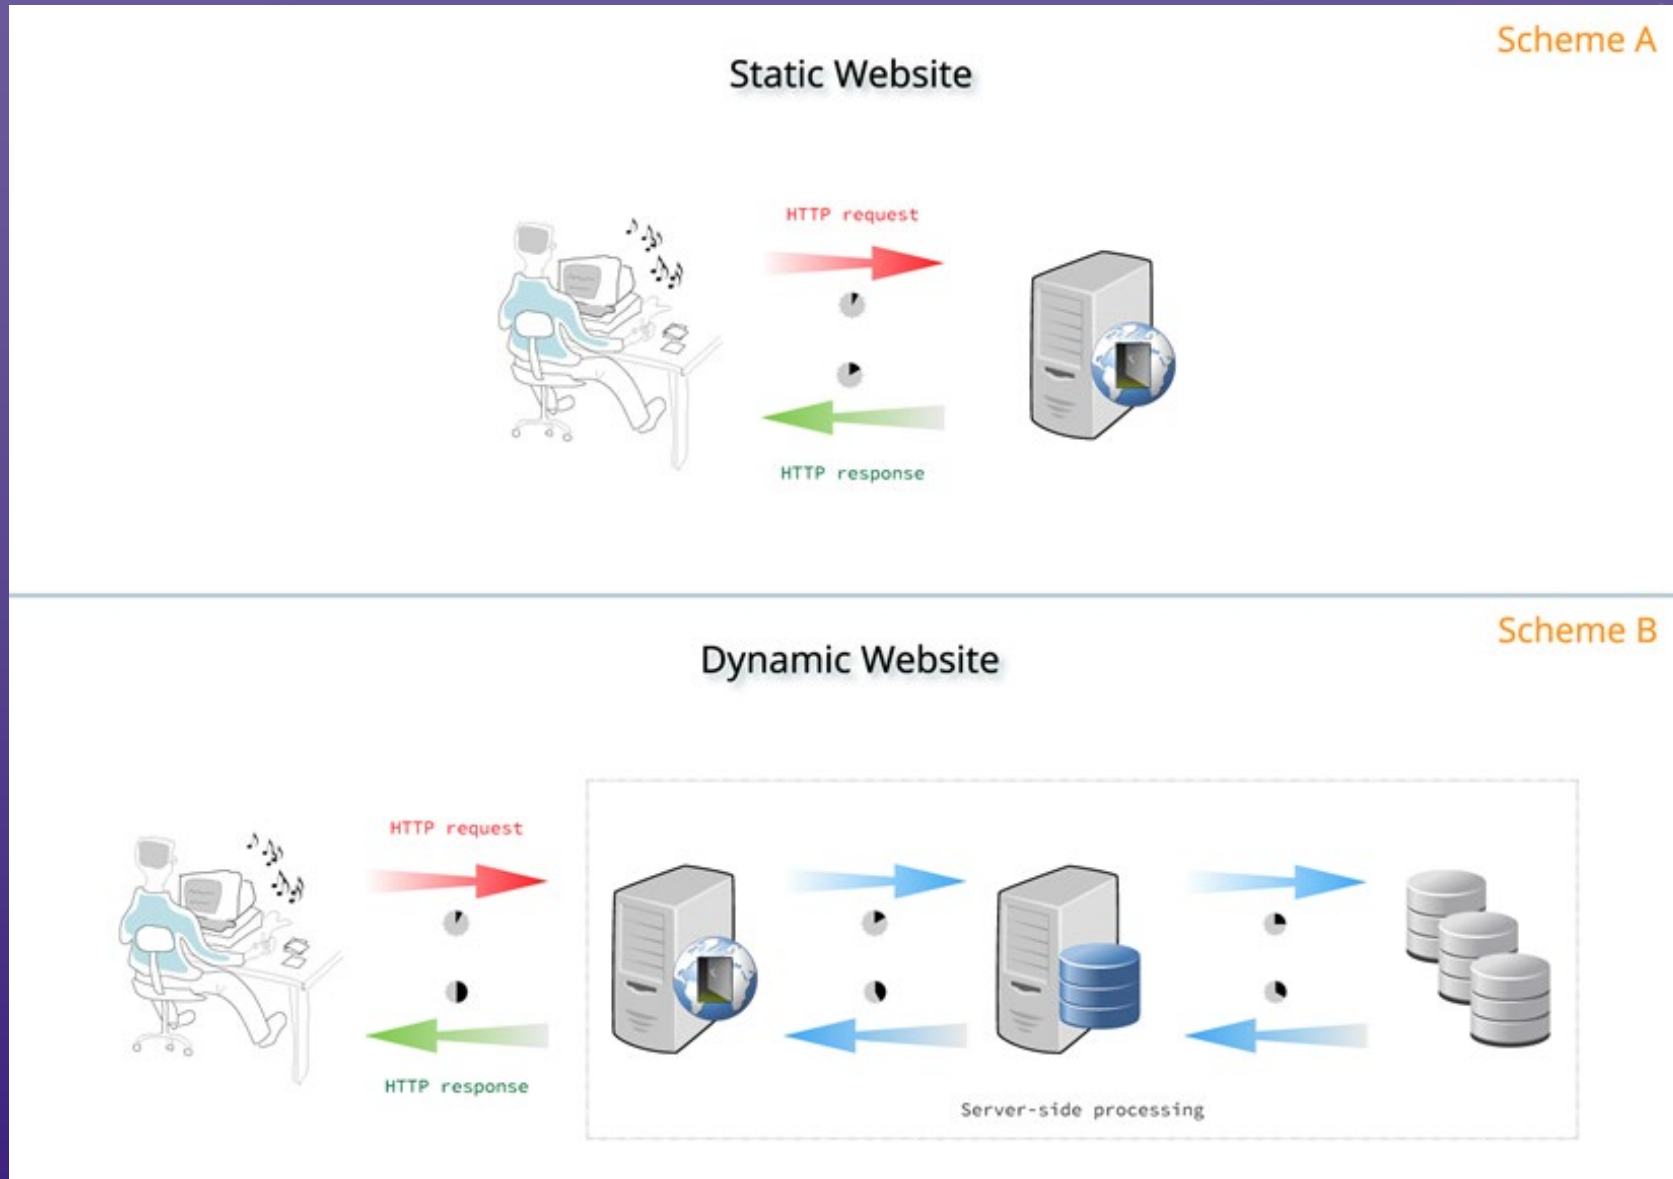 Scheme A
Static Website
HTTP request
HTTP response
Scheme B
Dynamic Website
HTTP request
HTTP response
Server-side processing